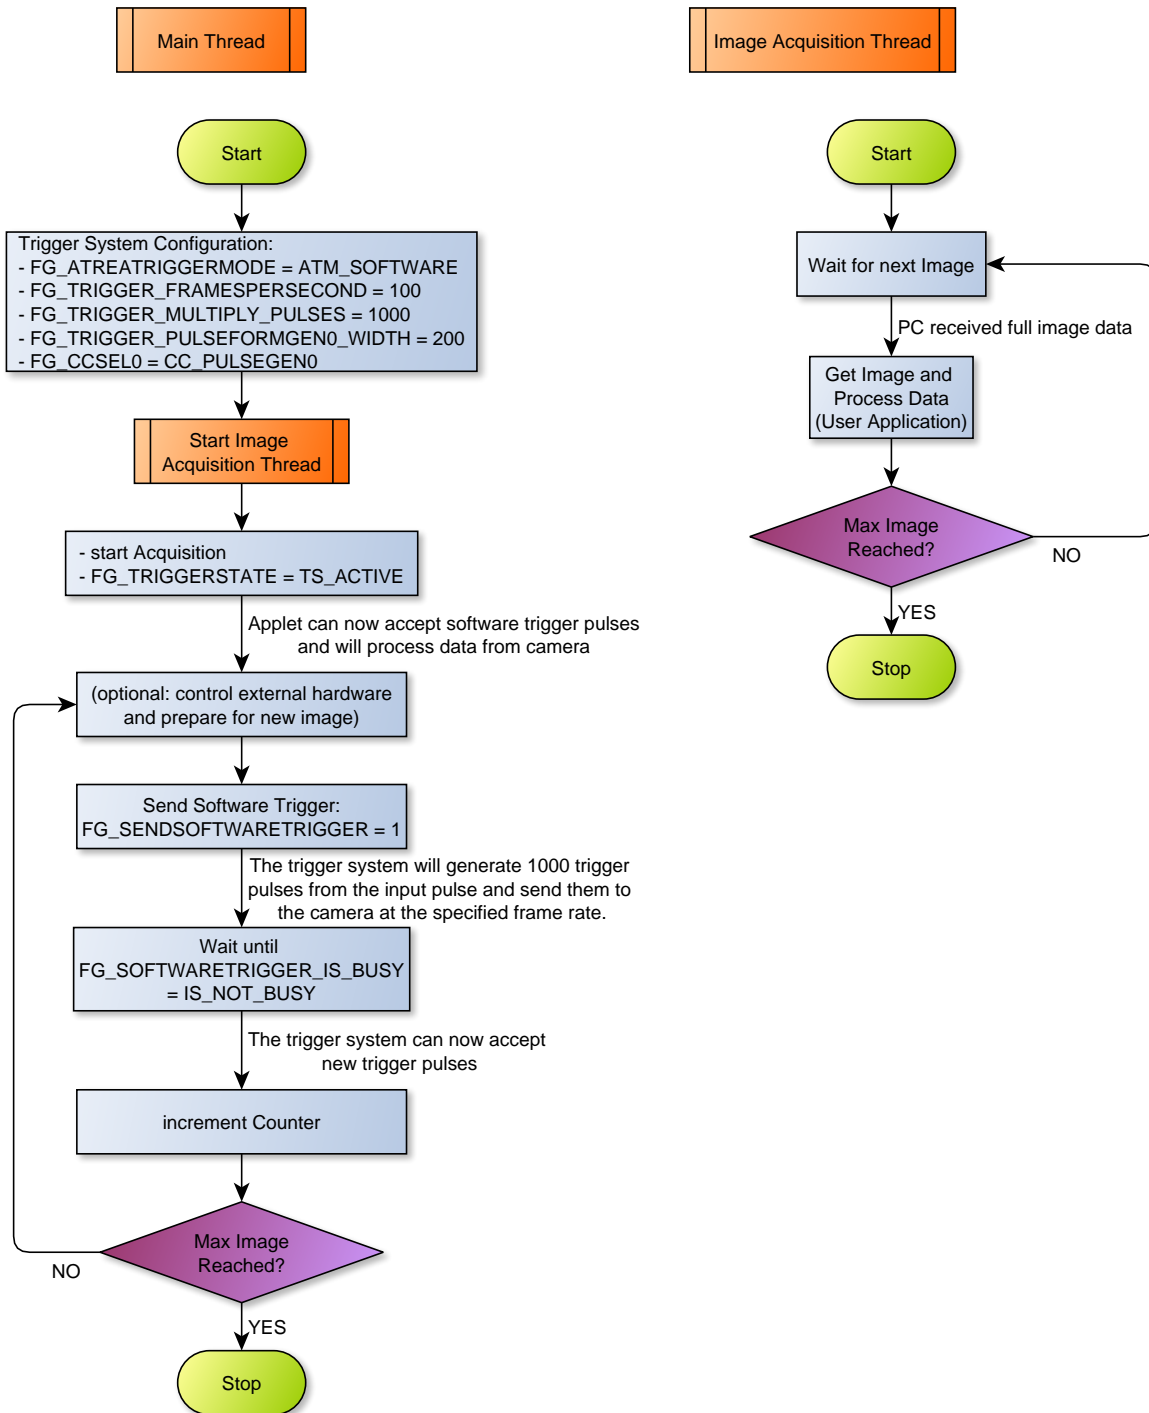 Main Thread
Start
Trigger System Configuration:
- FG_ATREATRIGGERMODE = ATM_SOFTWARE
- FG_TRIGGER_FRAMESPERSECOND = 100
- FG_TRIGGER_MULTIPLY_PULSES = 1000
- FG_TRIGGER_PULSEFORMGEN0_WIDTH = 200
- FG_CCSEL0 = CC_PULSEGEN0
Start Image
Acquisition Thread
- start Acquisition
- FG_TRIGGERSTATE = TS_ACTIVE
Applet can now accept software trigger pulses
and will process data from camera
(optional: control external hardware
and prepare for new image)
Send Software Trigger:
FG_SENDSOFTWARETRIGGER = 1
The trigger system will generate 1000 trigger
pulses from the input pulse and send them to
the camera at the specified frame rate.
Wait until
FG_SOFTWARETRIGGER_IS_BUSY
= IS_NOT_BUSY
The trigger system can now accept
new trigger pulses
increment Counter
Max Image
Reached?
NO
YES
Stop
Image Acquisition Thread
Start
Wait for next Image
PC received full image data
Get Image and
Process Data
(User Application)
Max Image
Reached?
NO
YES
Stop